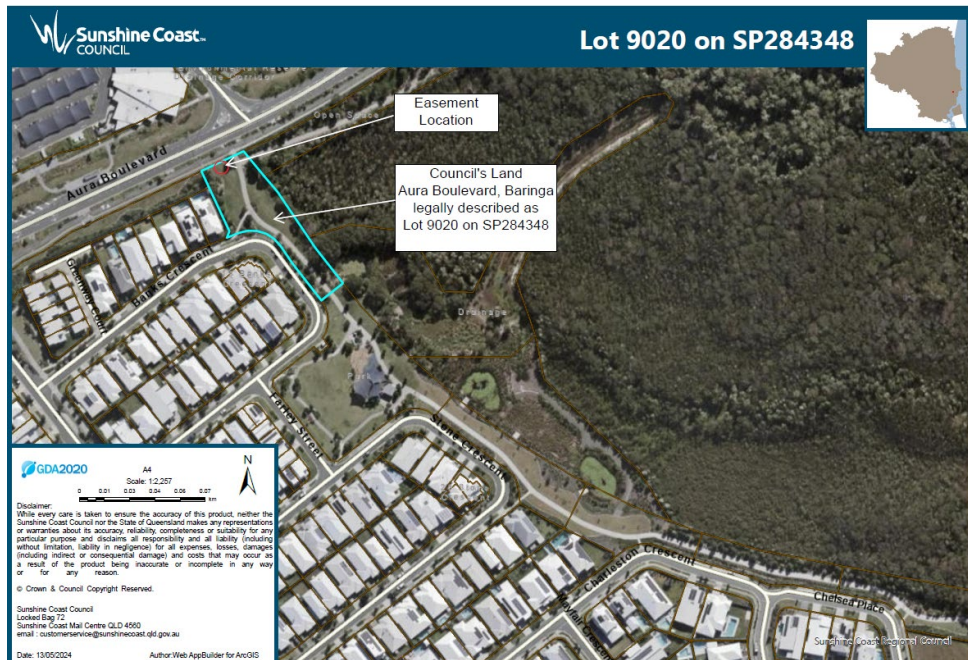 Sunshine Coast™
COUNCIL
Lot 9020 on SP284348
Drainage Corridor
Easement
Location
Open Space
Aura Boulevard
Council's Land
Aura Boulevard, Baringa
legally described as
Lot 9020 on SP284348
Banks Crescent
Drainage
Park
Farley Street
Stone Crescent
Charleston Crescent
Mayfair Crescent
Chelsea Place
Sunshine Coast Regional Council
GDA2020
A4
Scale: 1:2,257
N
0 0.01 0.03 0.04 0.06 0.07
km
Disclaimer:
While every care is taken to ensure the accuracy of this product, neither the
Sunshine Coast Council nor the State of Queensland makes any representations
or warranties about its accuracy, reliability, completeness or suitability for any
particular purpose and disclaims all responsibility and all liability (including
without limitation, liability in negligence) for all expenses, losses, damages
(including indirect or consequential damage) and costs that may occur as
a result of the product being inaccurate or incomplete in any way
or for any reason.
© Crown & Council Copyright Reserved.
Sunshine Coast Council
Locked Bag 72
Sunshine Coast Mail Centre QLD 4560
email : customerservice@sunshinecoast.qld.gov.au
Date: 13/05/2024
Author:Web AppBuilder for ArcGIS